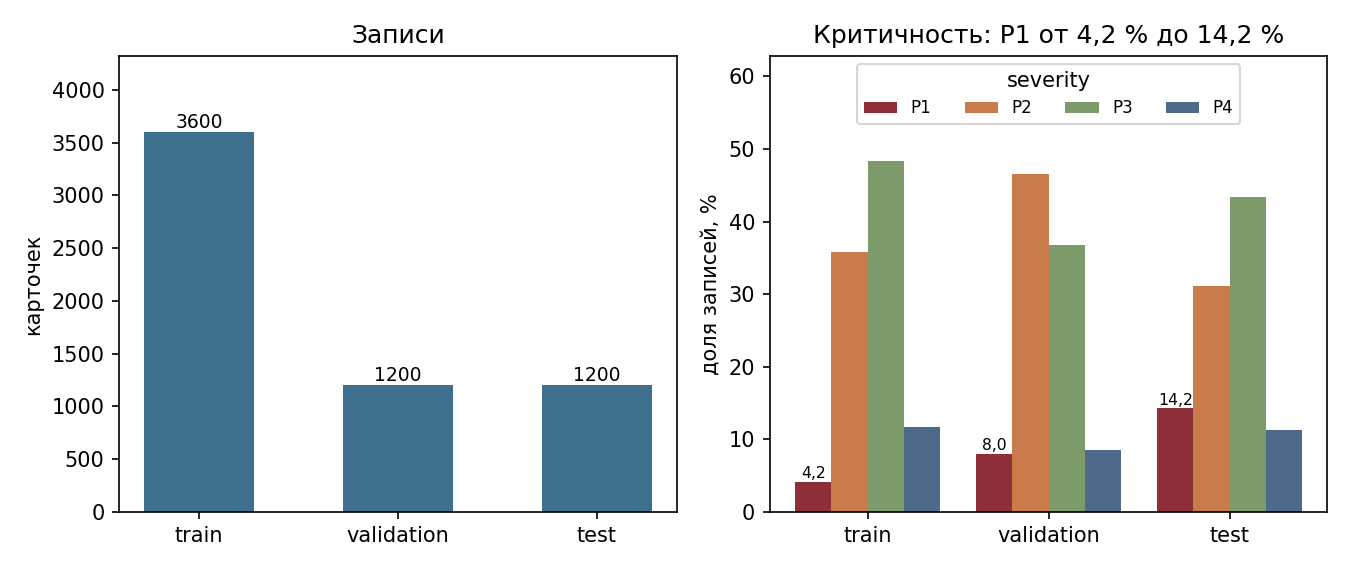 Записи
карточек
4000
3500
3000
2500
2000
1500
1000
500
0
3600
1200
1200
train
validation
test
Критичность: P1 от 4,2 % до 14,2 %
доля записей, %
60
50
40
30
20
10
0
severity
P1
P2
P3
P4
4,2
8,0
14,2
train
validation
test